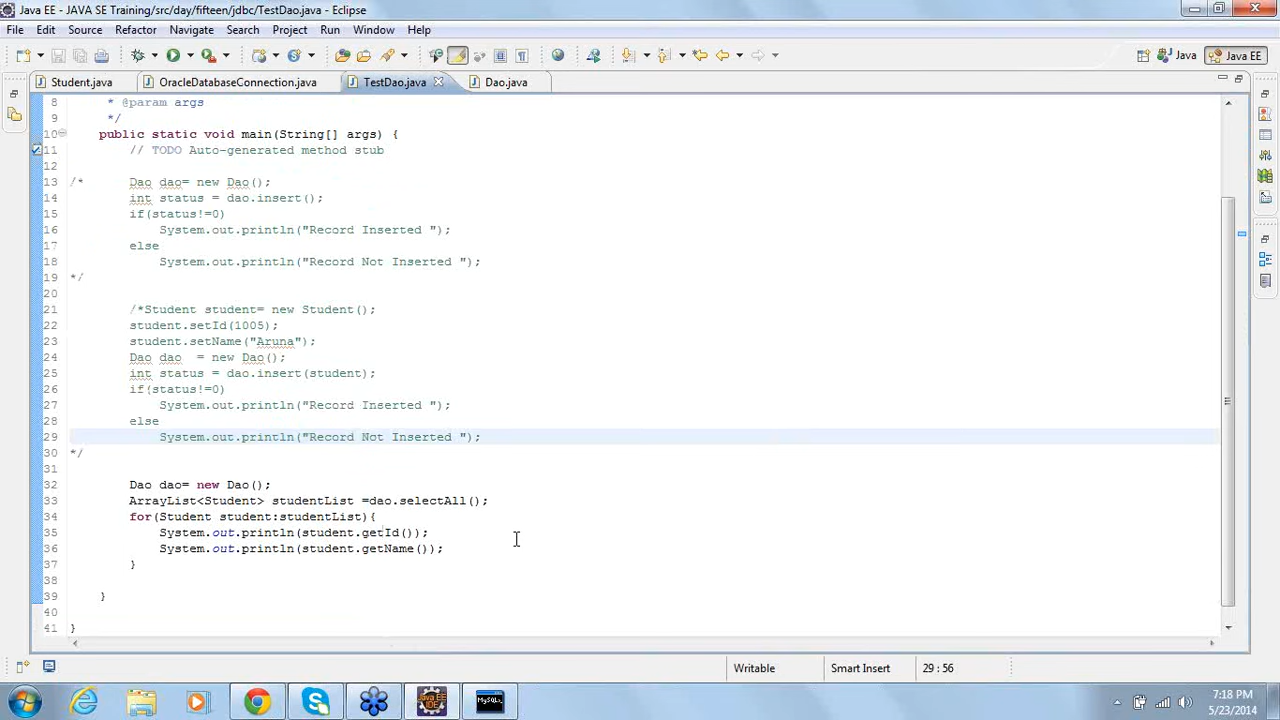 Java EE - JAVA SE Training/src/day/fifteen/jdbc/TestDao.java - Eclipse
File Edit Source Refactor Navigate Search Project Run Window Help
Java Java EE
Student.java OracleDatabaseConnection.java TestDao.java Dao.java
8 * @param args
9 */
10 public static void main(String[] args) {
11 // TODO Auto-generated method stub
12
13 /* Dao dao= new Dao();
14 int status = dao.insert();
15 if(status!=0)
16 System.out.println("Record Inserted ");
17 else
18 System.out.println("Record Not Inserted ");
19 */
20
21 /*Student student= new Student();
22 student.setId(1005);
23 student.setName("Aruna");
24 Dao dao = new Dao();
25 int status = dao.insert(student);
26 if(status!=0)
27 System.out.println("Record Inserted ");
28 else
29 System.out.println("Record Not Inserted ");
30 */
31
32 Dao dao= new Dao();
33 ArrayList<Student> studentList =dao.selectAll();
34 for(Student student:studentList){
35 System.out.println(student.getId());
36 System.out.println(student.getName());
37 }
38
39 }
40
41 }
Writable Smart Insert 29 : 56
Java EE
IDE
MySQL
7:18 PM
5/23/2014